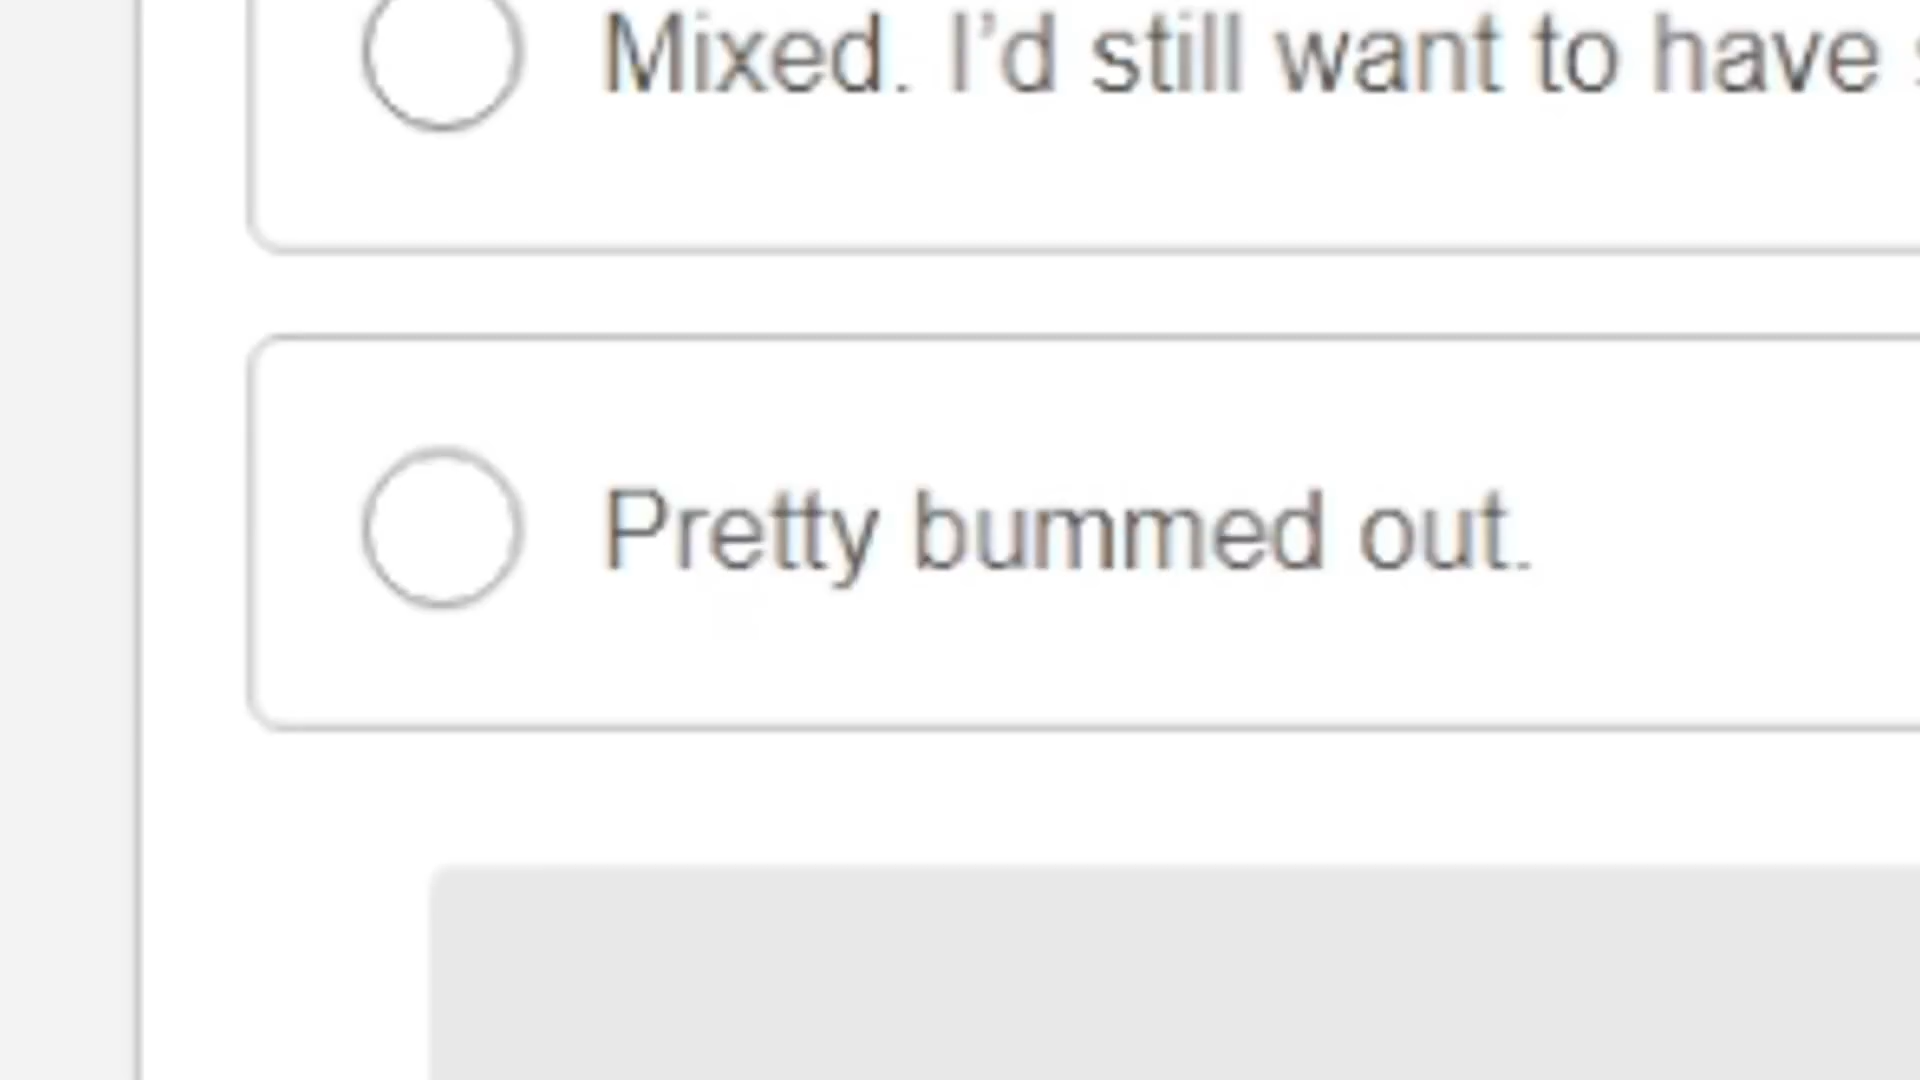 Mixed. I’d still want to have
Pretty bummed out.